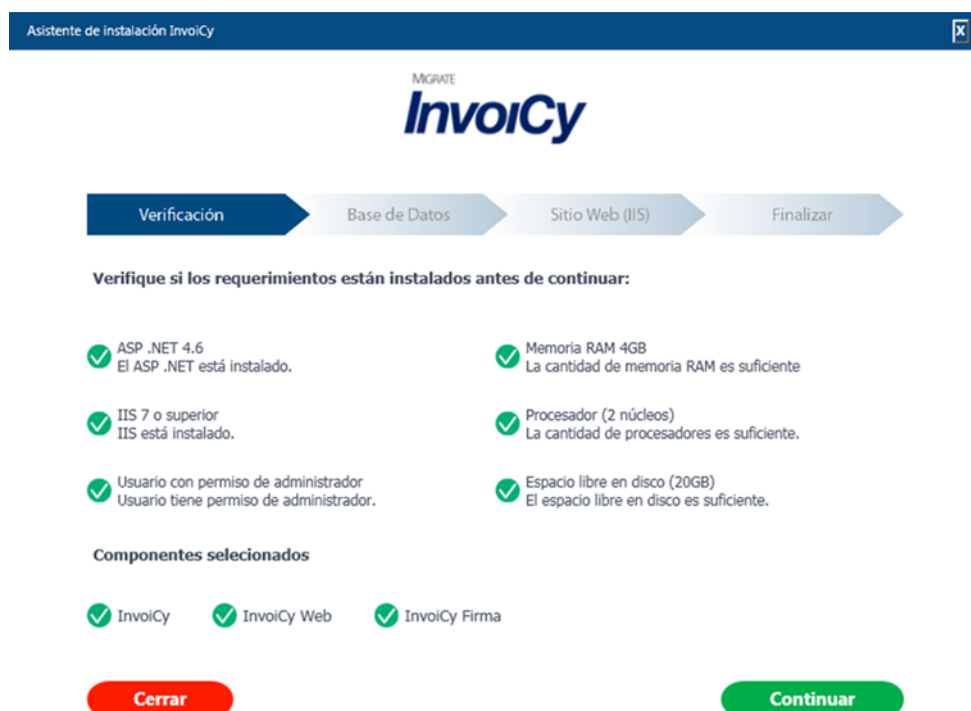 Asistente de instalación InvoiCy
X
MIGRATE
InvoiCy
Verificación
Base de Datos
Sitio Web (IIS)
Finalizar
Verifique si los requerimientos están instalados antes de continuar:
ASP .NET 4.6
El ASP .NET está instalado.
Memoria RAM 4GB
La cantidad de memoria RAM es suficiente
IIS 7 o superior
IIS está instalado.
Procesador (2 núcleos)
La cantidad de procesadores es suficiente.
Usuario con permiso de administrador
Usuario tiene permiso de administrador.
Espacio libre en disco (20GB)
El espacio libre en disco es suficiente.
Componentes selecionados
InvoiCy
InvoiCy Web
InvoiCy Firma
Cerrar
Continuar